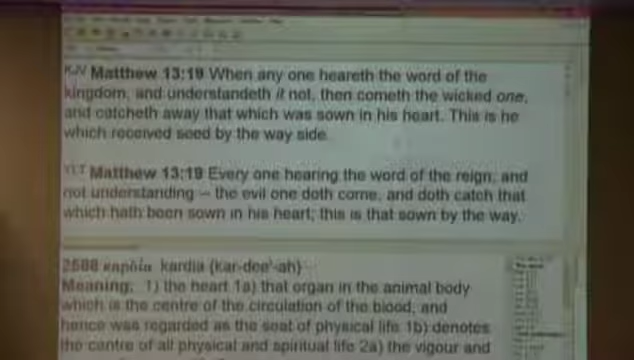 KJV Matthew 13:19 When any one heareth the word of the
kingdom, and understandeth it not, then cometh the wicked one,
and catcheth away that which was sown in his heart. This is he
which received seed by the way side.
YLT Matthew 13:19 Every one hearing the word of the reign, and
not understanding -- the evil one doth come, and doth catch that
which hath been sown in his heart; this is that sown by the way.
2588 καρδία kardia {kar-dee'-ah}
Meaning: 1) the heart 1a) that organ in the animal body
which is the centre of the circulation of the blood, and
hence was regarded as the seat of physical life 1b) denotes
the centre of all physical and spiritual life 2a) the vigour and